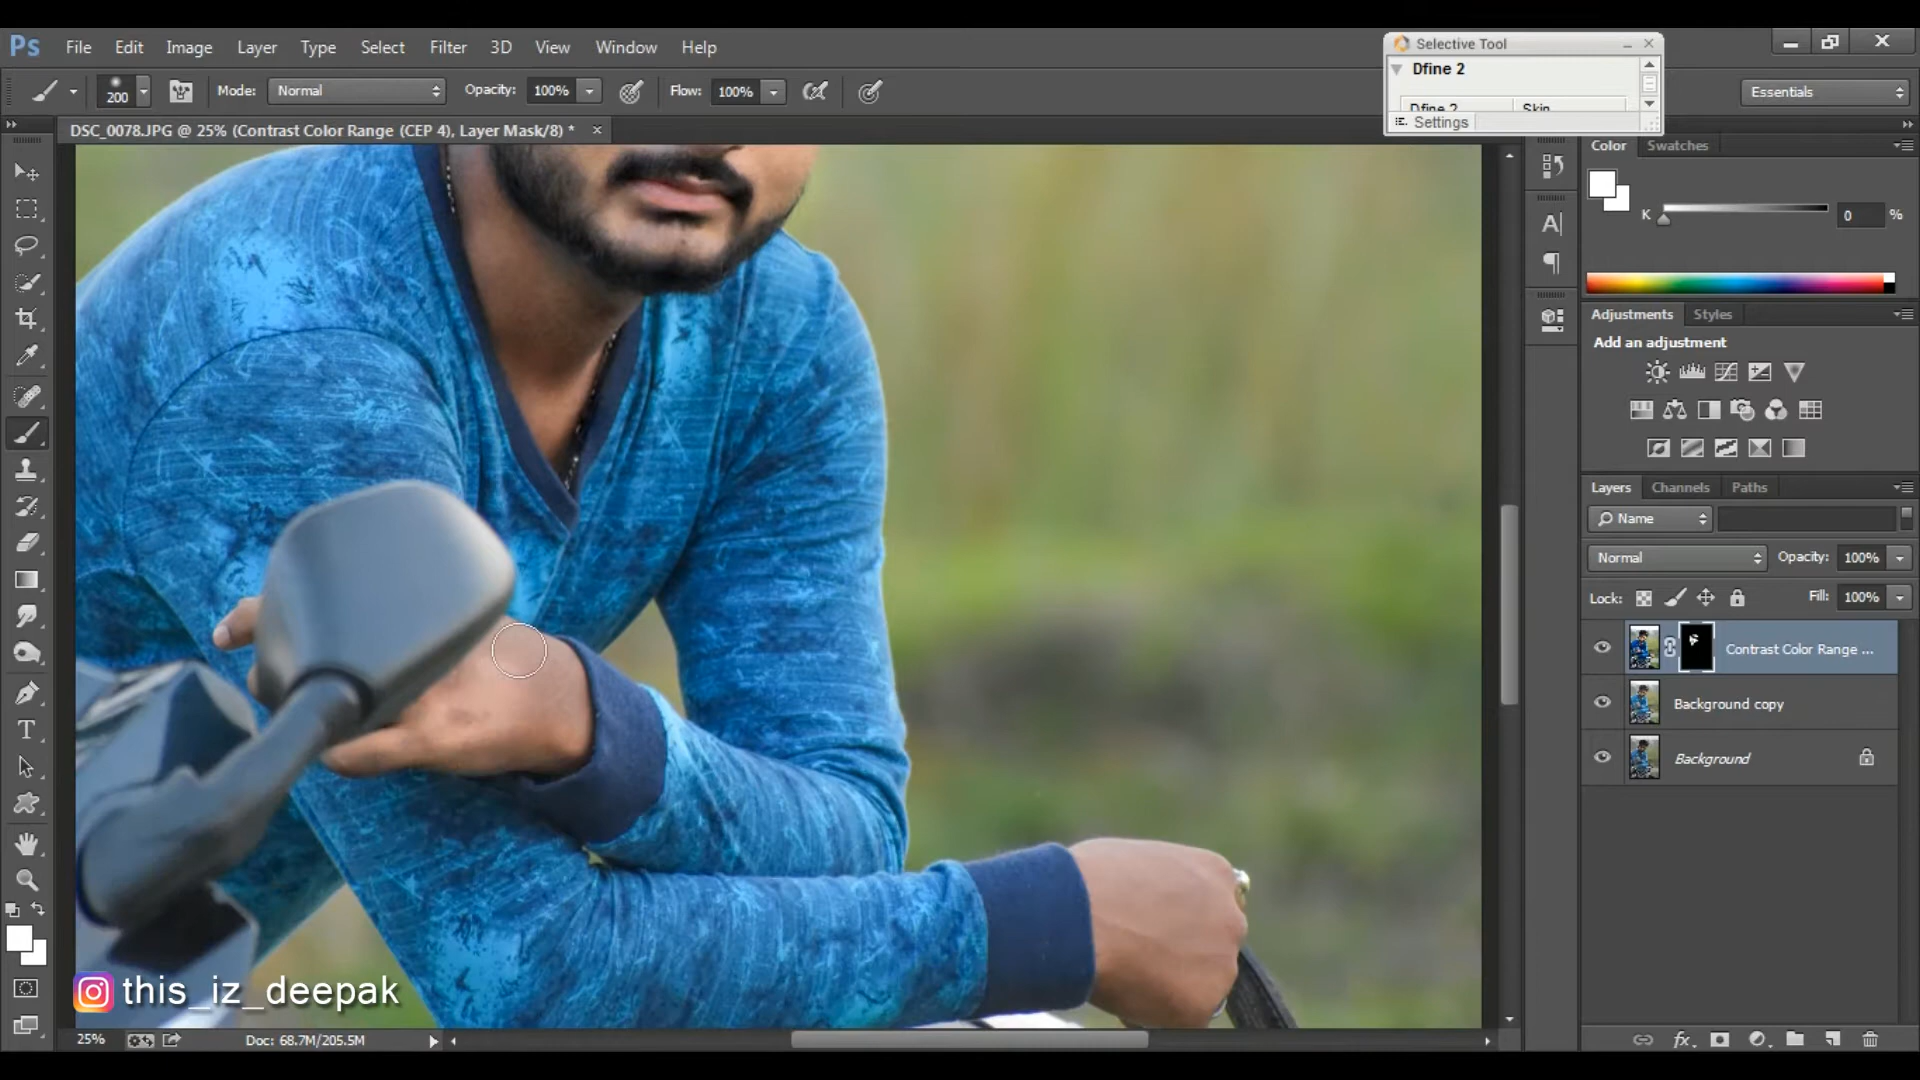 Selective Tool
Ps File Edit Image Layer Type Select Filter 3D View Window Help
Dfine 2
200 Mode: Normal Opacity: 100% Flow: 100% Essentials
Dfine 2 Skin
Settings
DSC_0078.JPG @ 25% (Contrast Color Range (CEP 4), Layer Mask/8) *
Color Swatches
K 0 %
Adjustments Styles
Add an adjustment
Layers Channels Paths
Name
Normal Opacity: 100%
Lock: Fill: 100%
Contrast Color Range ...
Background copy
Background
this_iz_deepak
25% Doc: 68.7M/205.5M